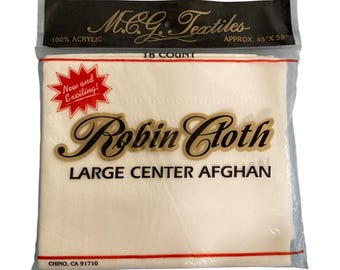 M.C.G. Textiles
100% ACRYLIC
APPROX. 45" X 58"
18 COUNT
New and
Exciting!
Robin Cloth
LARGE CENTER AFGHAN
CHINO, CA 91710